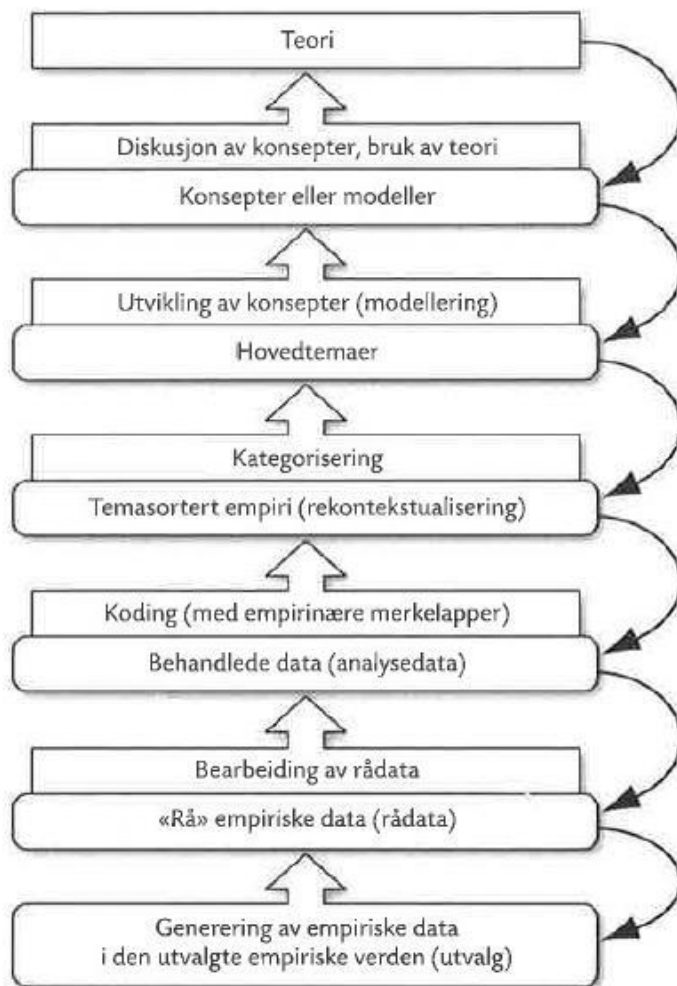 Teori
Diskusjon av konsepter, bruk av teori
Konsepter eller modeller
Utvikling av konsepter (modellering)
Hovedtemaer
Kategorisering
Temasortert empiri (rekontekstualisering)
Koding (med empirinære merkelapper)
Behandlede data (analysedata)
Bearbeiding av rådata
«Rå» empiriske data (rådata)
Generering av empiriske data
i den utvalgte empiriske verden (utvalg)